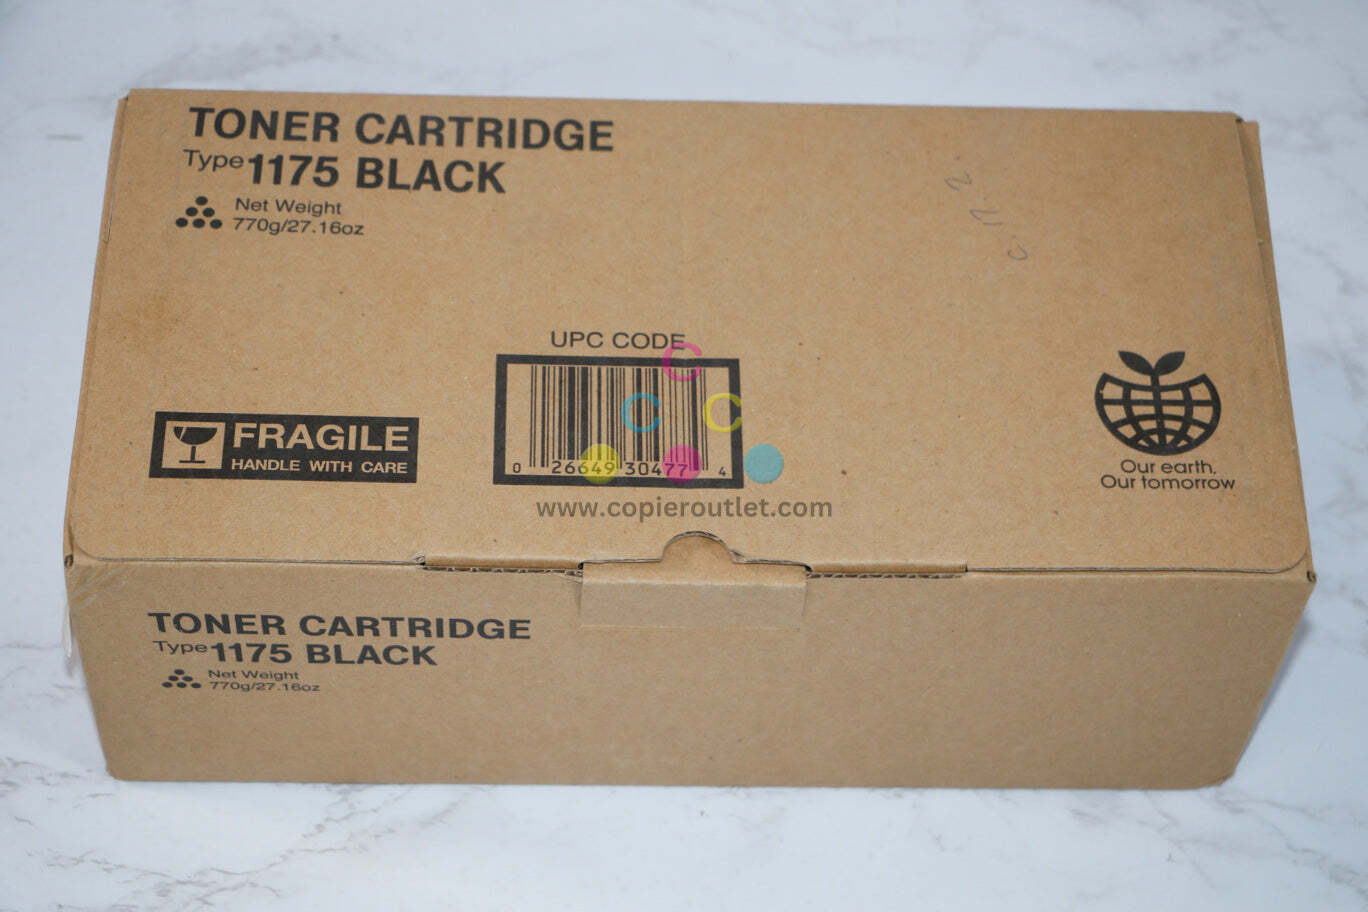 TONER CARTRIDGE
Type 1175 BLACK
Net Weight
770g/27.16oz
UPC CODE
C
C C
0 26649 30477 4
FRAGILE
HANDLE WITH CARE
www.copieroutlet.com
Our earth,
Our tomorrow
TONER CARTRIDGE
Type 1175 BLACK
Net Weight
770g/27.16oz